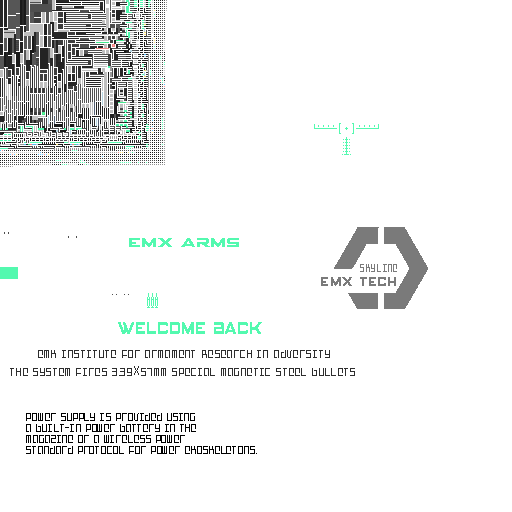 EMX ARMS
SKYLINE
EMX TECH
WELCOME BACK
EMX INSTITUTE FOR ARMAMENT RESEARCH IN ADVERSITY
THE SYSTEM FIRES 339X57MM SPECIAL MAGNETIC STEEL BULLETS
POWER SUPPLY IS PROVIDED USING
A BUILT-IN POWER BATTERY IN THE
MAGAZINE OR A WIRELESS POWER
STANDARD PROTOCOL FOR POWER EXOSKELETONS.